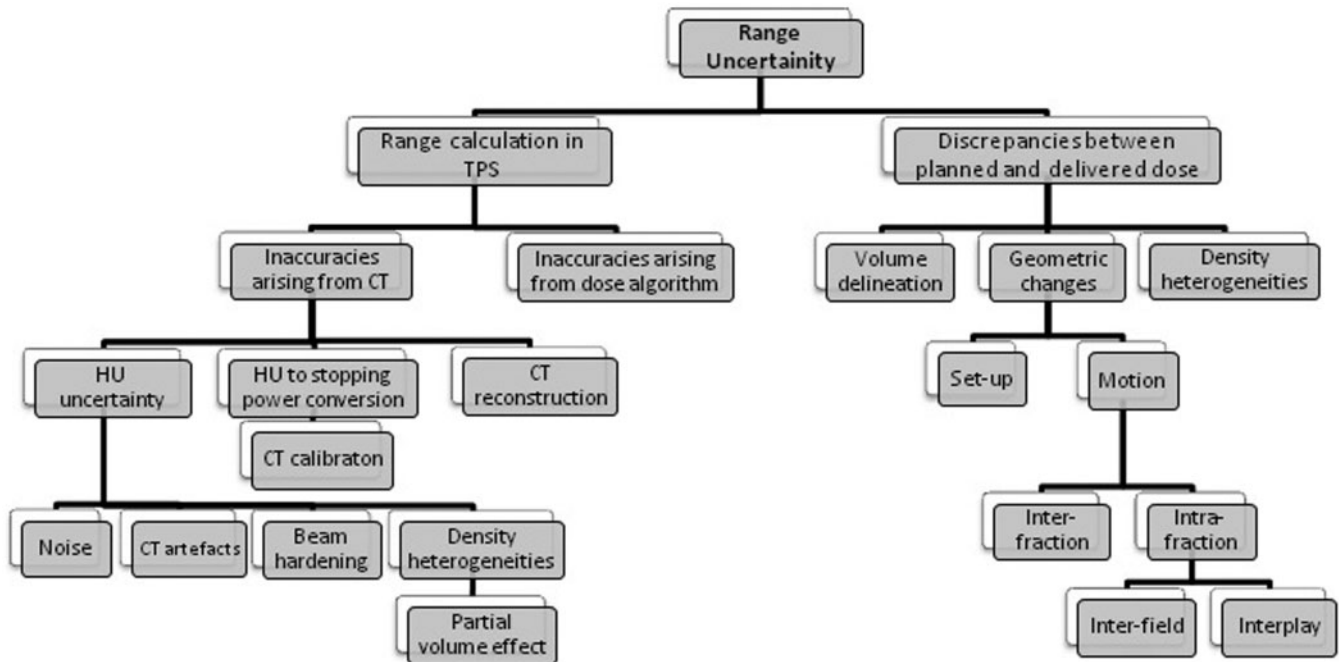 Range
Uncertainity
Range calculation in
TPS
Discrepancies between
planned and delivered dose
Inaccuracies
arising from CT
Inaccuracies arising
from dose algorithm
Volume
delineation
Geometric
changes
Density
heterogeneities
HU
uncertainty
HU to stopping
power conversion
CT
reconstruction
Set-up
Motion
CT calibraton
Noise
CT artefacts
Beam
hardening
Density
heterogeneities
Inter-
fraction
Intra-
fraction
Partial
volume effect
Inter-field
Interplay